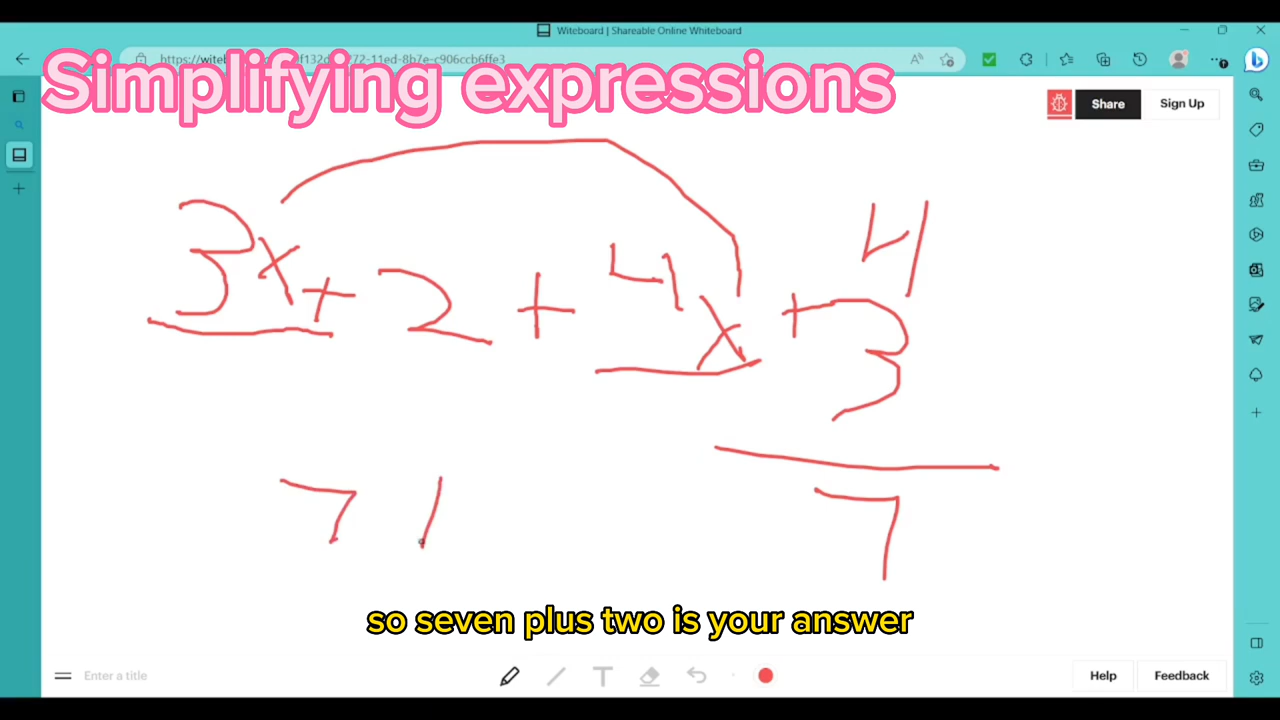 Witeboard | Shareable Online Whiteboard
Simplifying expressions
Share
Sign Up
3x + 2 + 4x + 3
4
7 /
7
so seven plus two is your answer
Enter a title
T
Help
Feedback